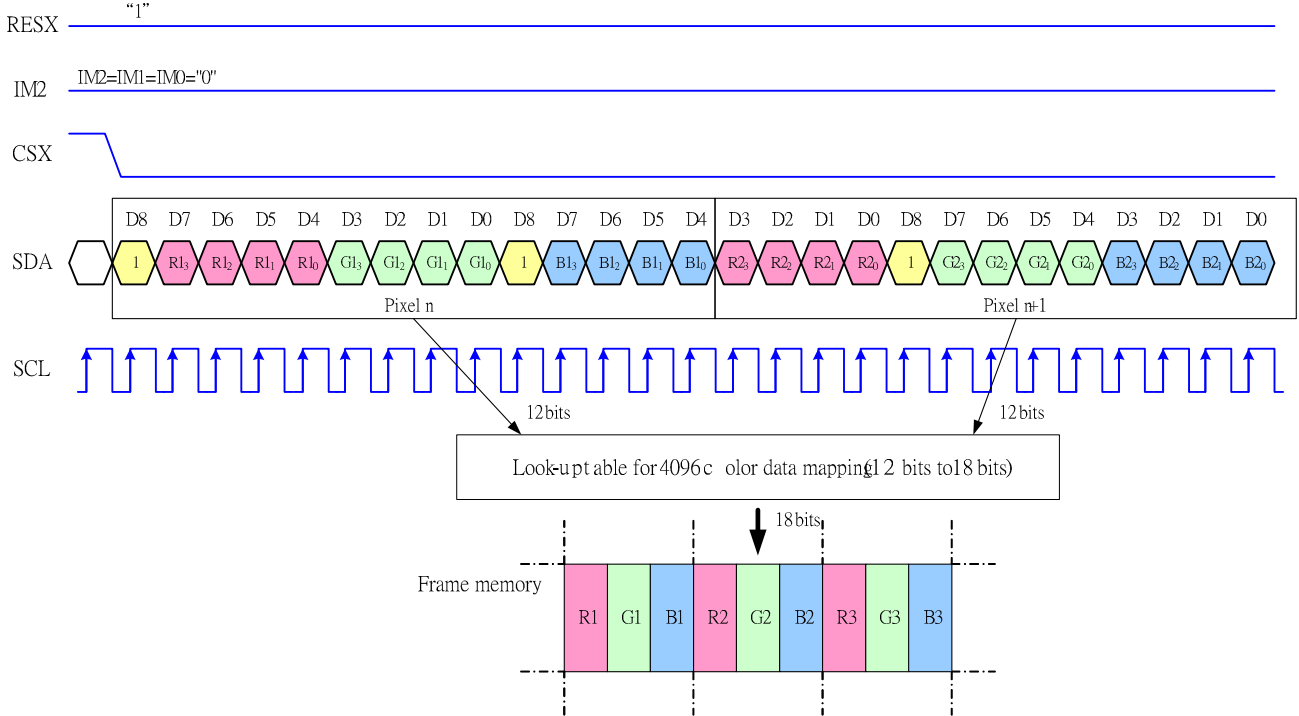 “1”
RESX
IM2=IM1=IM0="0"
IM2
CSX
D8 D7 D6 D5 D4 D3 D2 D1 D0 D8 D7 D6 D5 D4 D3 D2 D1 D0 D8 D7 D6 D5 D4 D3 D2 D1 D0
SDA 1 R1₃ R1₂ R1₁ R1₀ G1₃ G1₂ G1₁ G1₀ 1 B1₃ B1₂ B1₁ B1₀ R2₃ R2₂ R2₁ R2₀ 1 G2₃ G2₂ G2₁ G2₀ B2₃ B2₂ B2₁ B2₀
Pixel n Pixel n+1
SCL
12 bits 12 bits
Look-up table for 4096 color data mapping (12 bits to 18 bits)
18 bits
Frame memory
R1 G1 B1 R2 G2 B2 R3 G3 B3